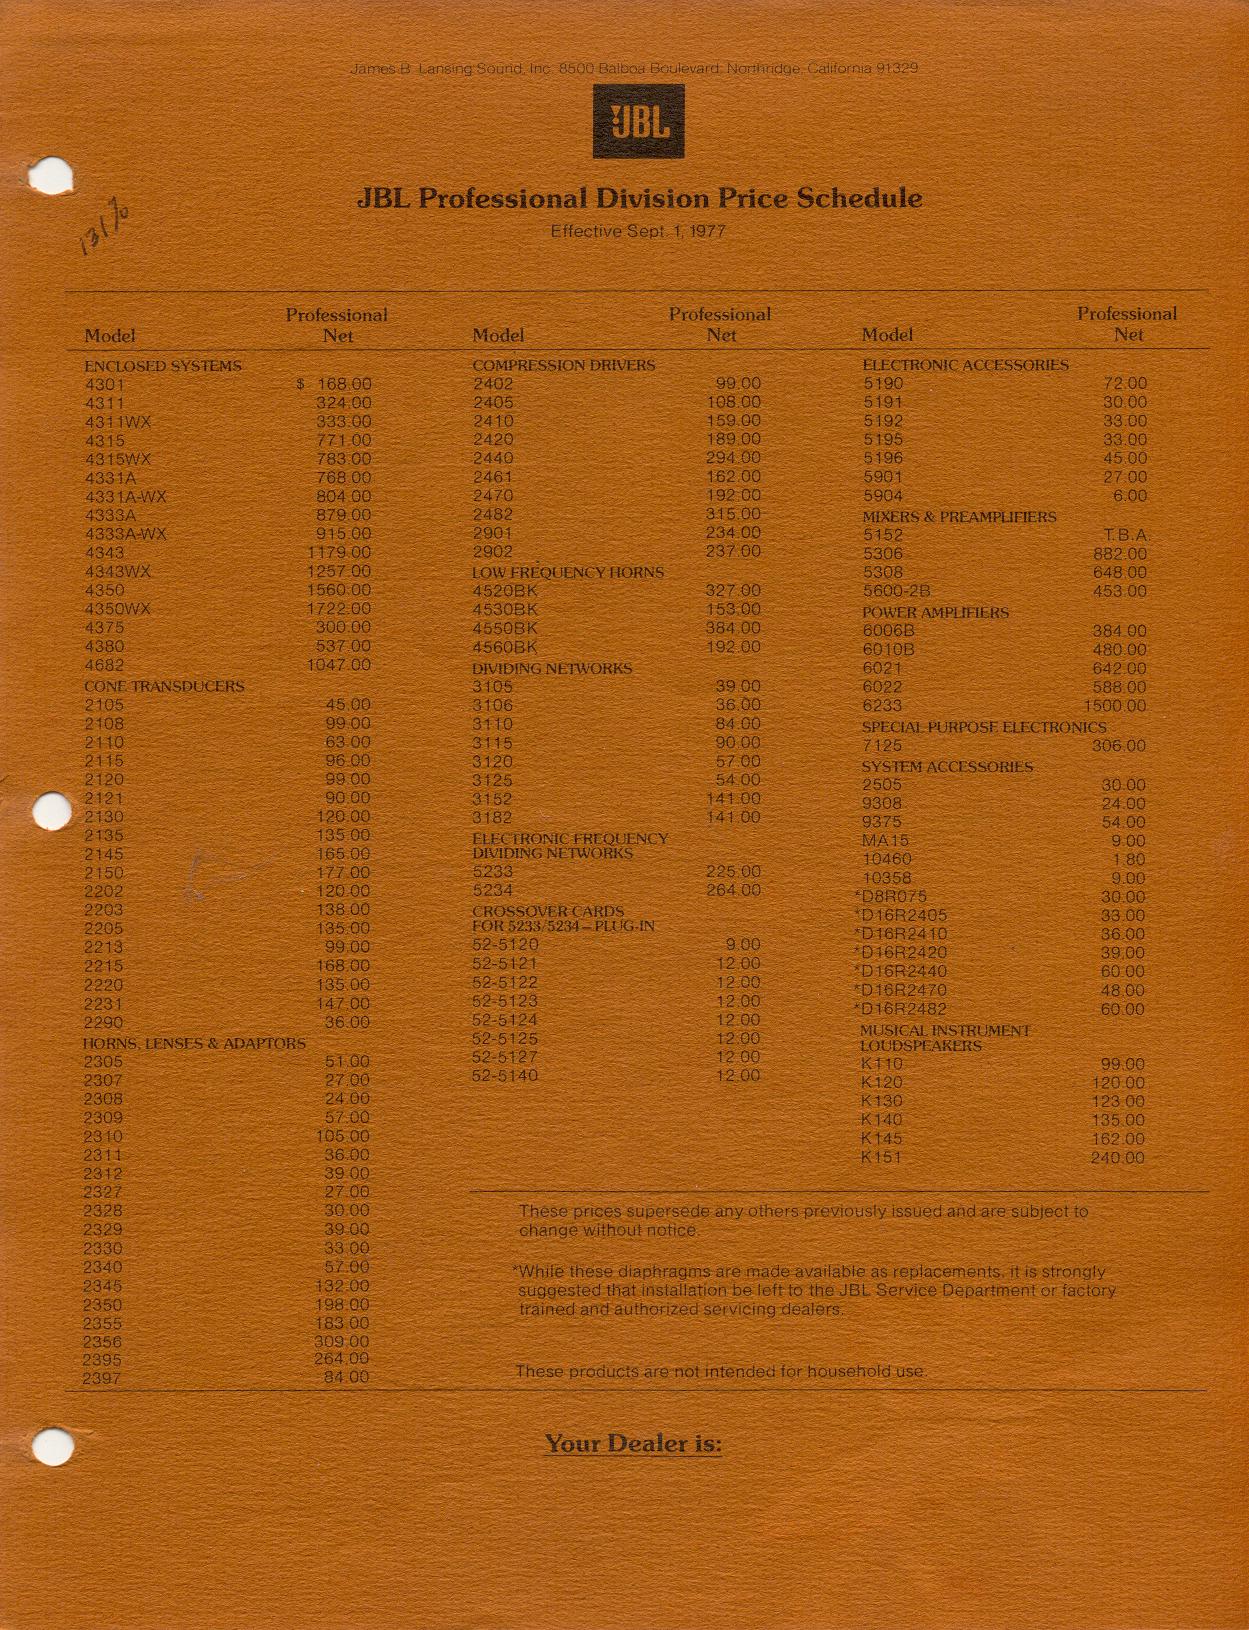 James B. Lansing Sound, Inc. 8500 Balboa Boulevard, Northridge, California 91329
JBL
JBL Professional Division Price Schedule
Effective Sept. 1, 1977
131%
Model Professional Net
ENCLOSED SYSTEMS
4301 $ 168.00
4311 324.00
4311WX 333.00
4315 771.00
4315WX 783.00
4331A 768.00
4331A-WX 804.00
4333A 879.00
4333A-WX 915.00
4343 1179.00
4343WX 1257.00
4350 1560.00
4350WX 1722.00
4375 300.00
4380 537.00
4682 1047.00
CONE TRANSDUCERS
2105 45.00
2108 99.00
2110 63.00
2115 96.00
2120 99.00
2121 90.00
2130 120.00
2135 135.00
2145 165.00
2150 177.00
2202 120.00
2203 138.00
2205 135.00
2213 99.00
2215 168.00
2220 135.00
2231 147.00
2290 36.00
HORNS, LENSES & ADAPTORS
2305 51.00
2307 27.00
2308 24.00
2309 57.00
2310 105.00
2311 36.00
2312 39.00
2327 27.00
2328 30.00
2329 39.00
2330 33.00
2340 57.00
2345 132.00
2350 198.00
2355 183.00
2356 309.00
2395 264.00
2397 84.00
Model Professional Net
COMPRESSION DRIVERS
2402 99.00
2405 108.00
2410 159.00
2420 189.00
2440 294.00
2461 162.00
2470 192.00
2482 315.00
2901 234.00
2902 237.00
LOW FREQUENCY HORNS
4520BK 327.00
4530BK 153.00
4550BK 384.00
4560BK 192.00
DIVIDING NETWORKS
3105 39.00
3106 36.00
3110 84.00
3115 90.00
3120 57.00
3125 54.00
3152 141.00
3182 141.00
ELECTRONIC FREQUENCY
DIVIDING NETWORKS
5233 225.00
5234 264.00
CROSSOVER CARDS
FOR 5233/5234 – PLUG-IN
52-5120 9.00
52-5121 12.00
52-5122 12.00
52-5123 12.00
52-5124 12.00
52-5125 12.00
52-5127 12.00
52-5140 12.00
Model Professional Net
ELECTRONIC ACCESSORIES
5190 72.00
5191 30.00
5192 33.00
5195 33.00
5196 45.00
5901 27.00
5904 6.00
MIXERS & PREAMPLIFIERS
5152 T.B.A.
5306 882.00
5308 648.00
5600-2B 453.00
POWER AMPLIFIERS
6006B 384.00
6010B 480.00
6021 642.00
6022 588.00
6233 1500.00
SPECIAL PURPOSE ELECTRONICS
7125 306.00
SYSTEM ACCESSORIES
2505 30.00
9308 24.00
9375 54.00
MA15 9.00
10460 1.80
10358 9.00
*D8R075 30.00
*D16R2405 33.00
*D16R2410 36.00
*D16R2420 39.00
*D16R2440 60.00
*D16R2470 48.00
*D16R2482 60.00
MUSICAL INSTRUMENT
LOUDSPEAKERS
K110 99.00
K120 120.00
K130 123.00
K140 135.00
K145 162.00
K151 240.00
These prices supersede any others previously issued and are subject to
change without notice.
*While these diaphragms are made available as replacements, it is strongly
suggested that installation be left to the JBL Service Department or factory
trained and authorized servicing dealers.
These products are not intended for household use.
Your Dealer is: